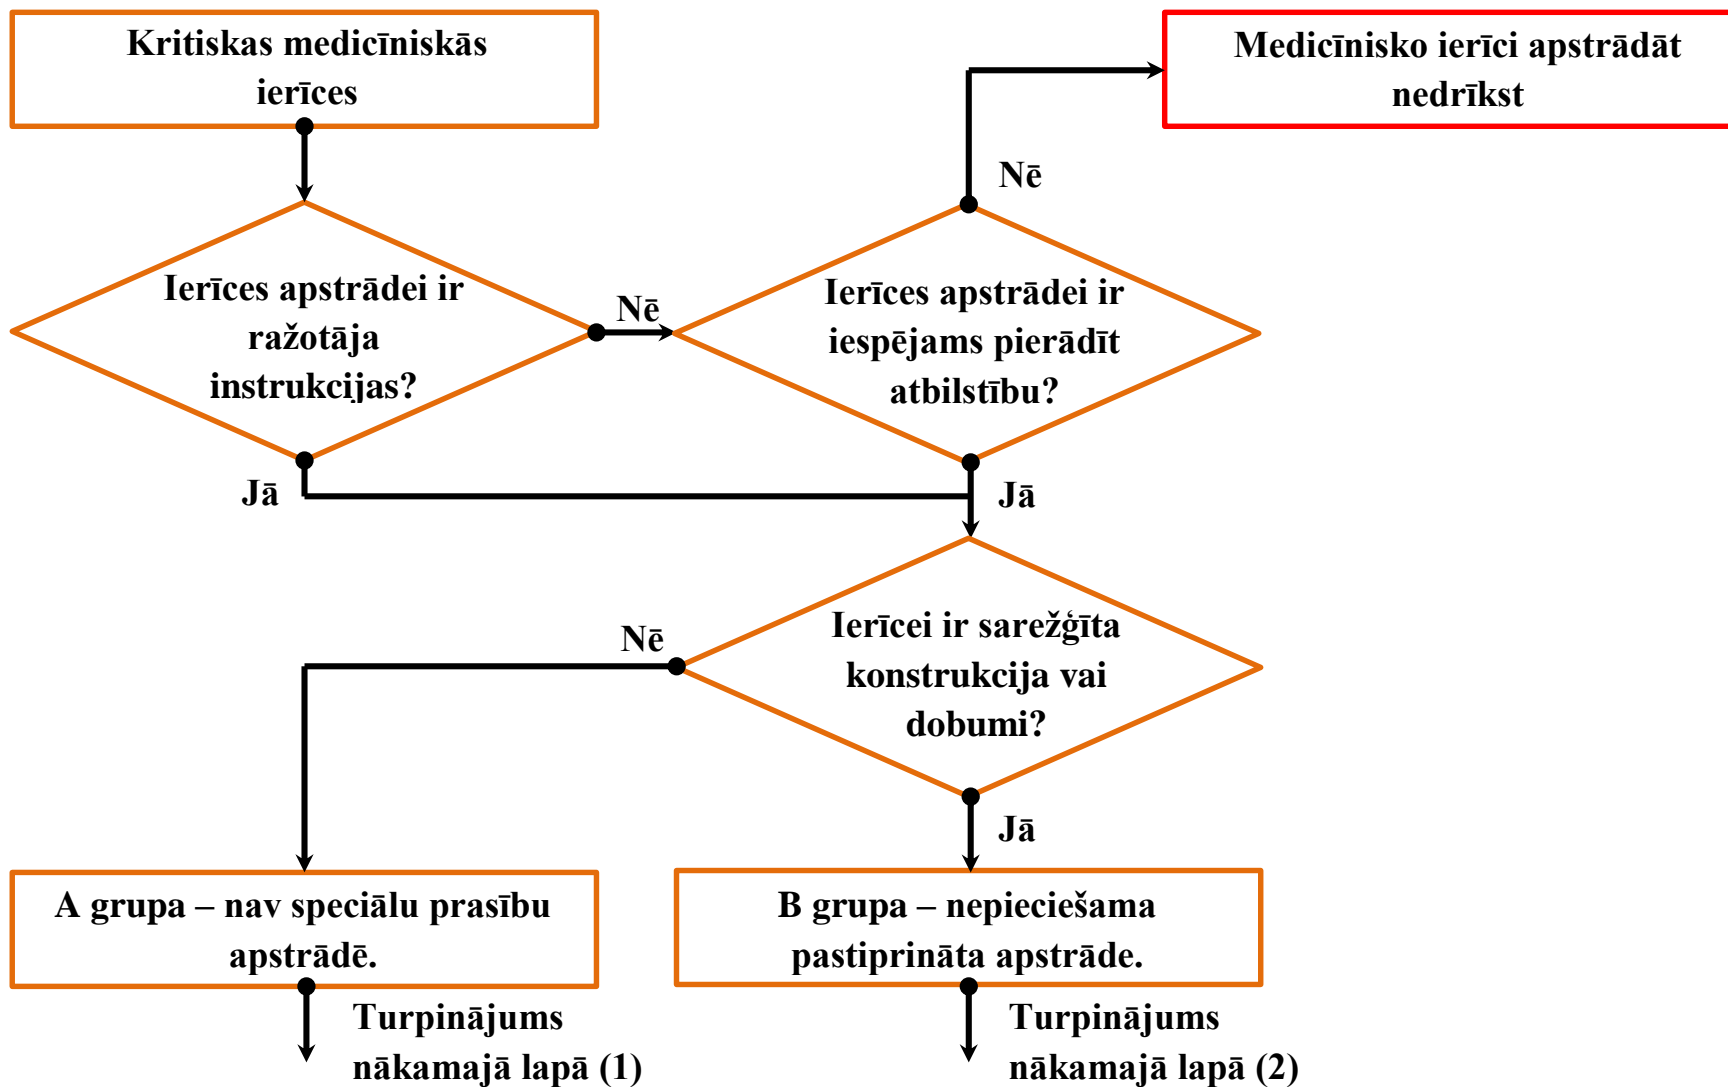 Kritiskas medicīniskās
ierīces
Medicīnisko ierīci apstrādāt
nedrīkst
Nē
Ierīces apstrādei ir
ražotāja
instrukcijas?
Nē
Ierīces apstrādei ir
iespējams pierādīt
atbilstību?
Jā
Jā
Ierīcei ir sarežģīta
konstrukcija vai
dobumi?
Nē
Jā
A grupa – nav speciālu prasību
apstrādē.
B grupa – nepieciešama
pastiprināta apstrāde.
Turpinājums
nākamajā lapā (1)
Turpinājums
nākamajā lapā (2)